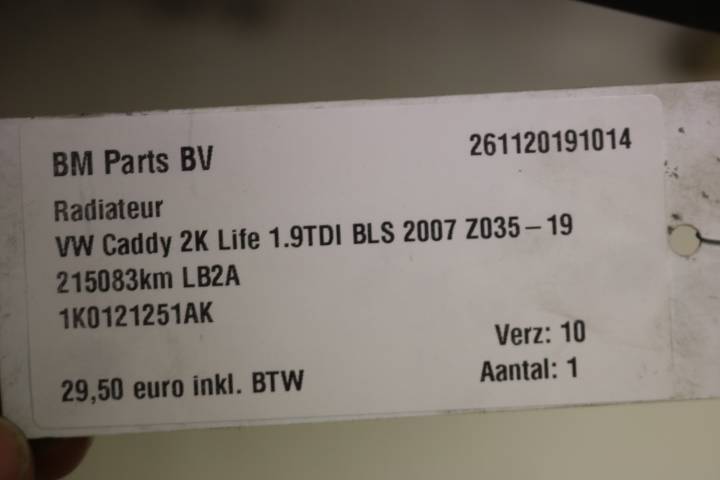 BM Parts BV
261120191014
Radiateur
VW Caddy 2K Life 1.9TDI BLS 2007 Z035-19
215083km LB2A
1K0121251AK
Verz: 10
29,50 euro inkl. BTW
Aantal: 1